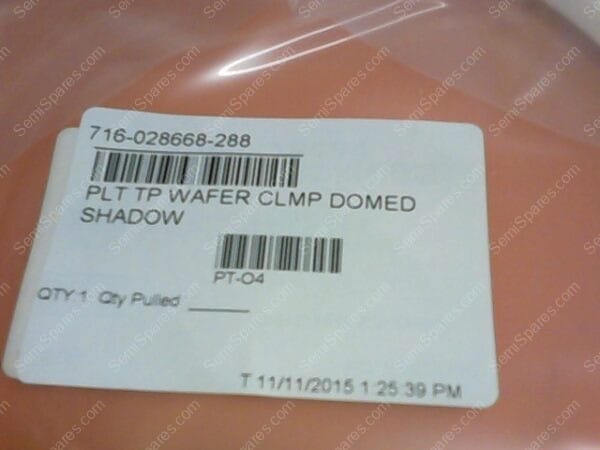 716-028668-288
PLT TP WAFER CLMP DOMED
SHADOW
PT-O4
QTY 1 Qty Pulled ______
T 11/11/2015 1 25 39 PM
SemiSpares.com